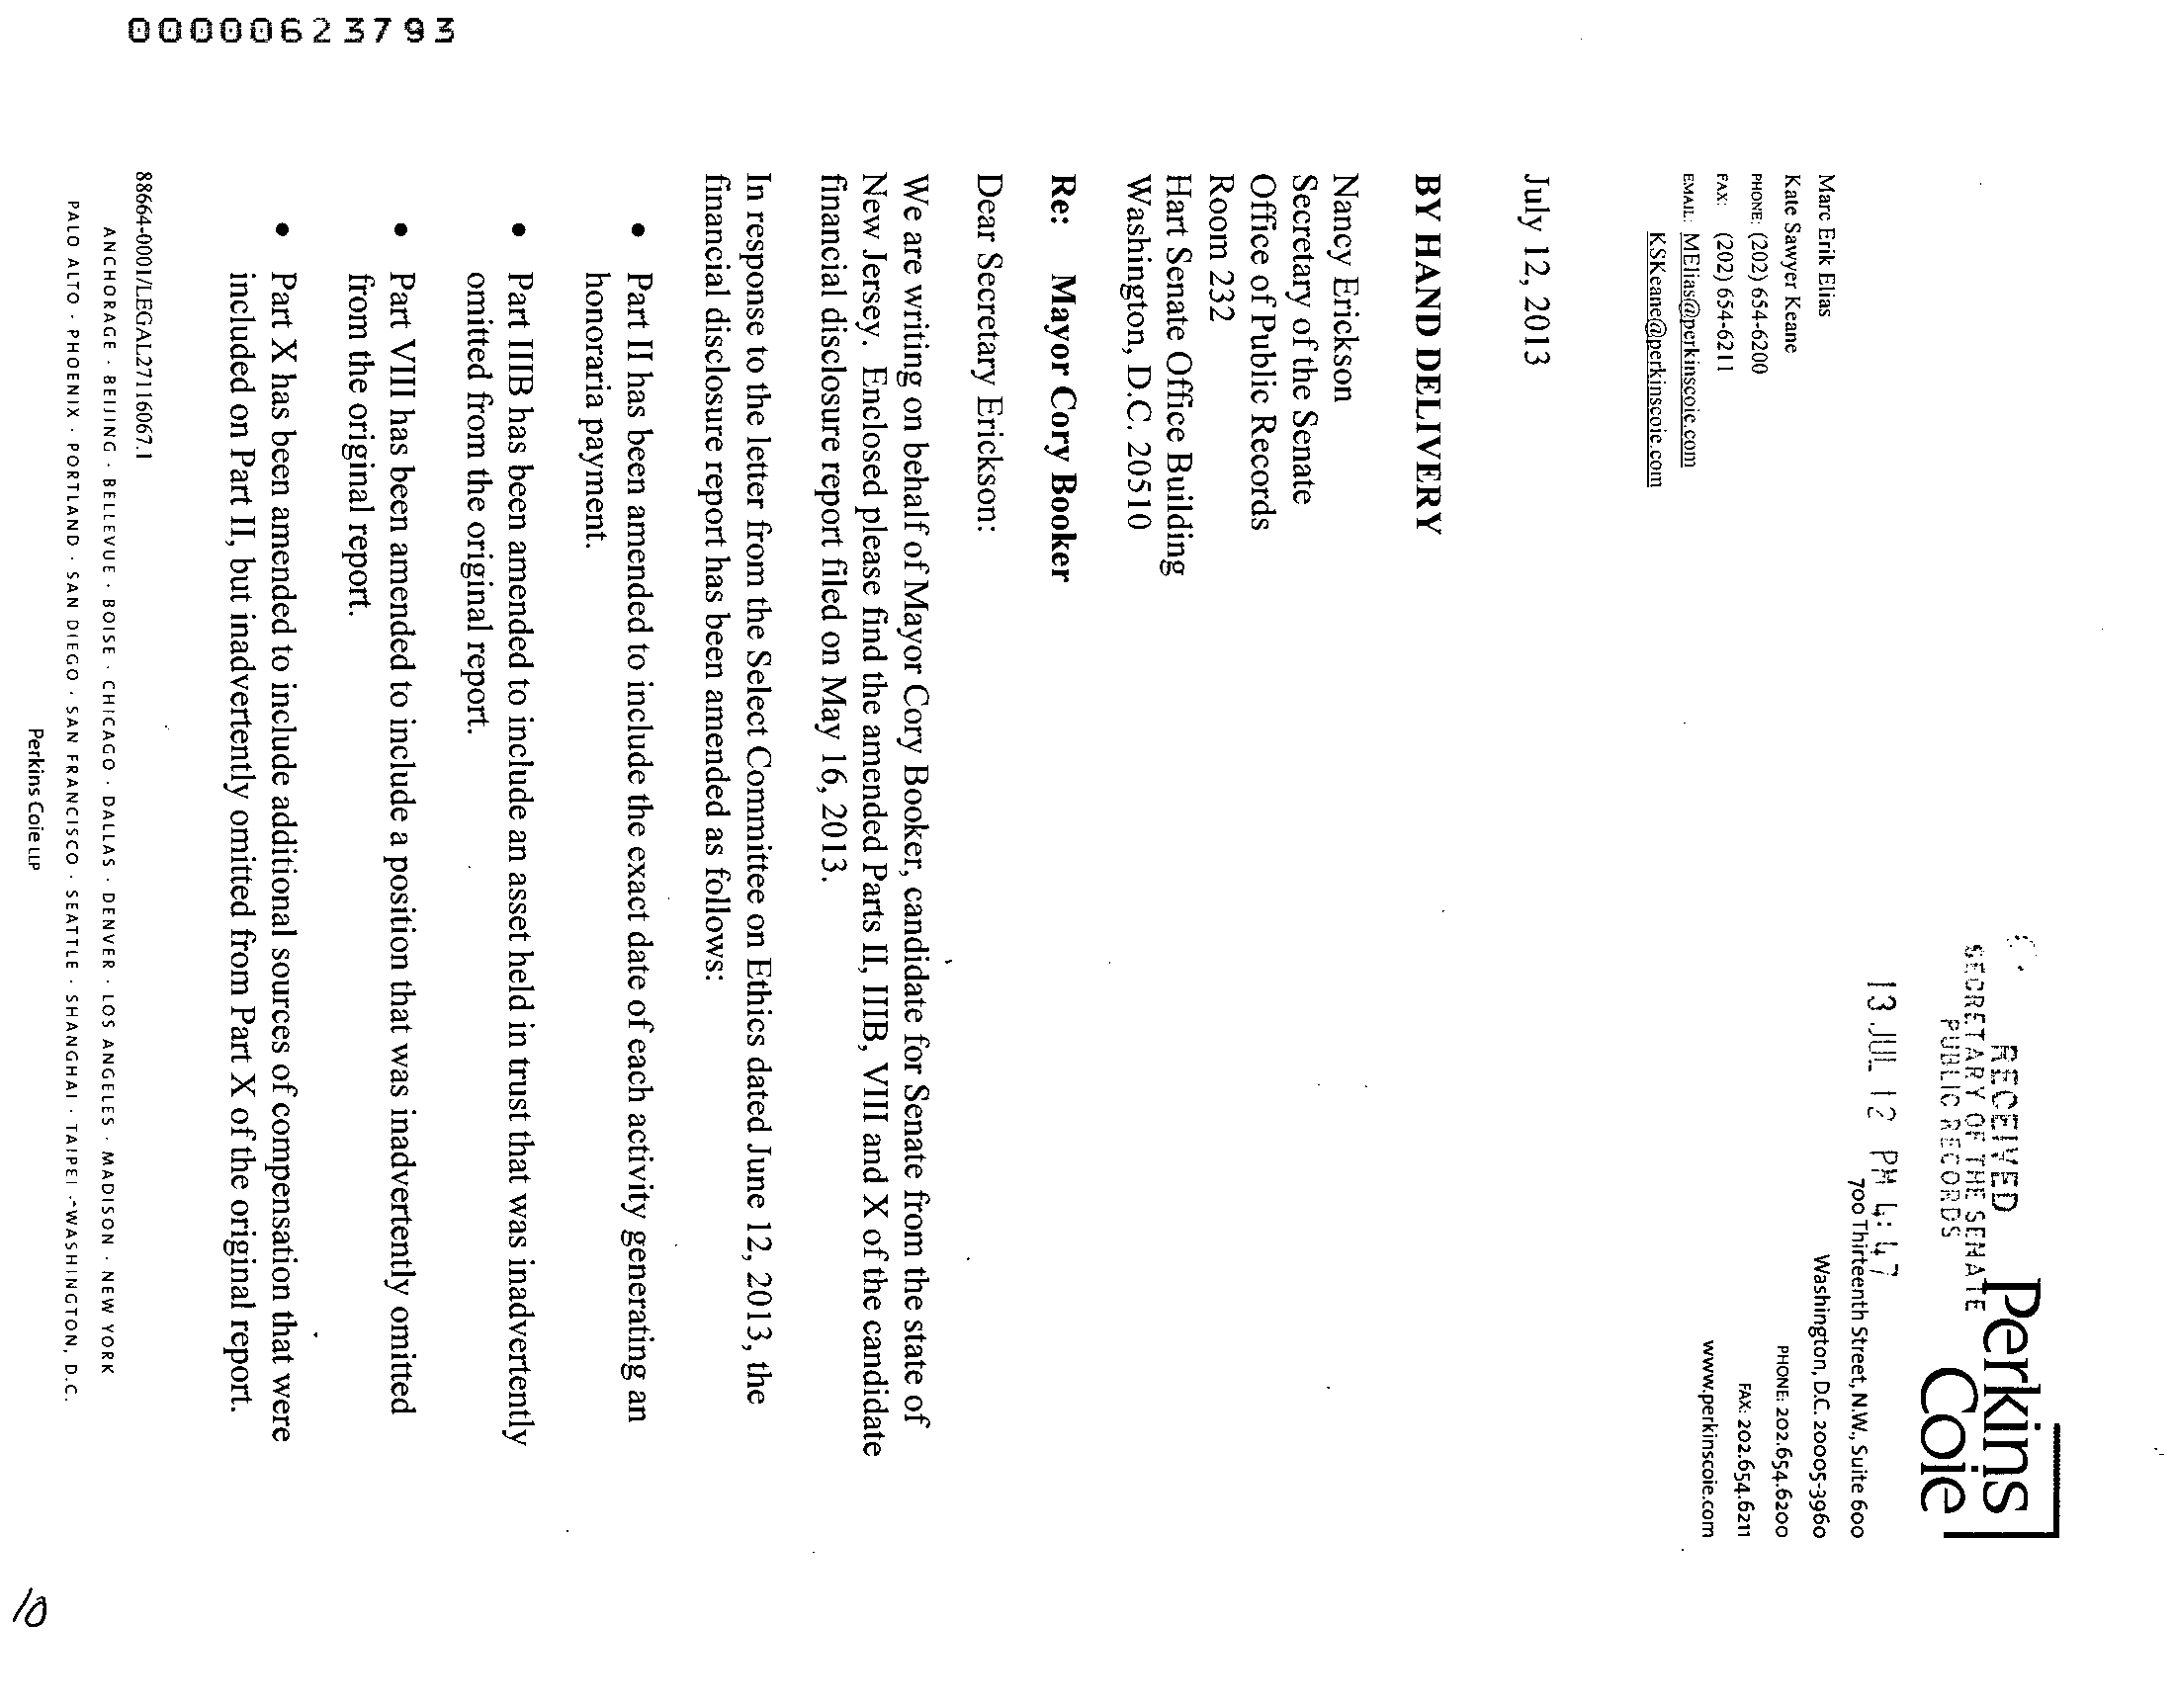 00000623793
RECEIVED
SECRETARY OF THE SENATE
PUBLIC RECORDS
13 JUL 12 PM 4:47
Perkins
Coie
700 Thirteenth Street, N.W., Suite 600
Washington, D.C. 20005-3960
PHONE: 202.654.6200
FAX: 202.654.6211
www.perkinscoie.com
Marc Erik Elias
Kate Sawyer Keane
PHONE: (202) 654-6200
FAX: (202) 654-6211
EMAIL: MElias@perkinscoie.com
KSKeane@perkinscoie.com
July 12, 2013
BY HAND DELIVERY
Nancy Erickson
Secretary of the Senate
Office of Public Records
Room 232
Hart Senate Office Building
Washington, D.C. 20510
Re: Mayor Cory Booker
Dear Secretary Erickson:
We are writing on behalf of Mayor Cory Booker, candidate for Senate from the state of
New Jersey. Enclosed please find the amended Parts II, IIIB, VIII and X of the candidate
financial disclosure report filed on May 16, 2013.
In response to the letter from the Select Committee on Ethics dated June 12, 2013, the
financial disclosure report has been amended as follows:
• Part II has been amended to include the exact date of each activity generating an
honoraria payment.
• Part IIIB has been amended to include an asset held in trust that was inadvertently
omitted from the original report.
• Part VIII has been amended to include a position that was inadvertently omitted
from the original report.
• Part X has been amended to include additional sources of compensation that were
included on Part II, but inadvertently omitted from Part X of the original report.
88664-0001/LEGAL27116067.1
ANCHORAGE · BEIJING · BELLEVUE · BOISE · CHICAGO · DALLAS · DENVER · LOS ANGELES · MADISON · NEW YORK
PALO ALTO · PHOENIX · PORTLAND · SAN DIEGO · SAN FRANCISCO · SEATTLE · SHANGHAI · TAIPEI · WASHINGTON, D.C.
Perkins Coie LLP
10